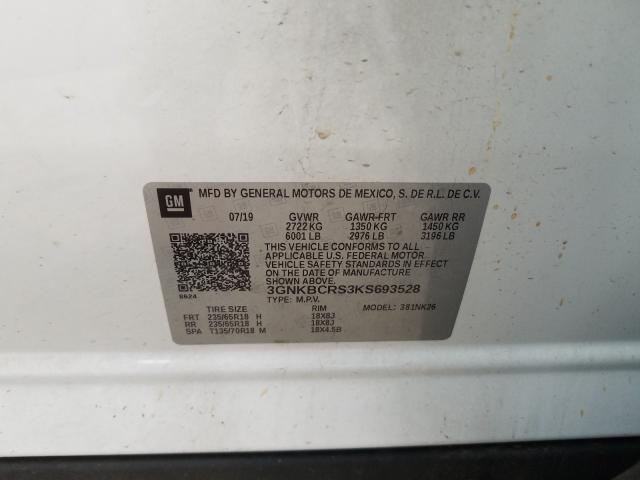 GM MFD BY GENERAL MOTORS DE MEXICO, S. DE R.L. DE C.V.
07/19 GVWR GAWR FRT GAWR RR
2722 KG 1350 KG 1450 KG
6001 LB 2976 LB 3196 LB
THIS VEHICLE CONFORMS TO ALL
APPLICABLE U.S. FEDERAL MOTOR
VEHICLE SAFETY STANDARDS IN
EFFECT ON THE DATE OF MANUFACTURE
SHOWN ABOVE.
3GNKBCRS3KS693528
8624 TYPE: M.P.V.
TIRE SIZE RIM MODEL: 381NK26
FRT 235/65R18 H 18X8J
RR 235/65R18 H 18X8J
SPA T135/70R18 M 18X4.5B